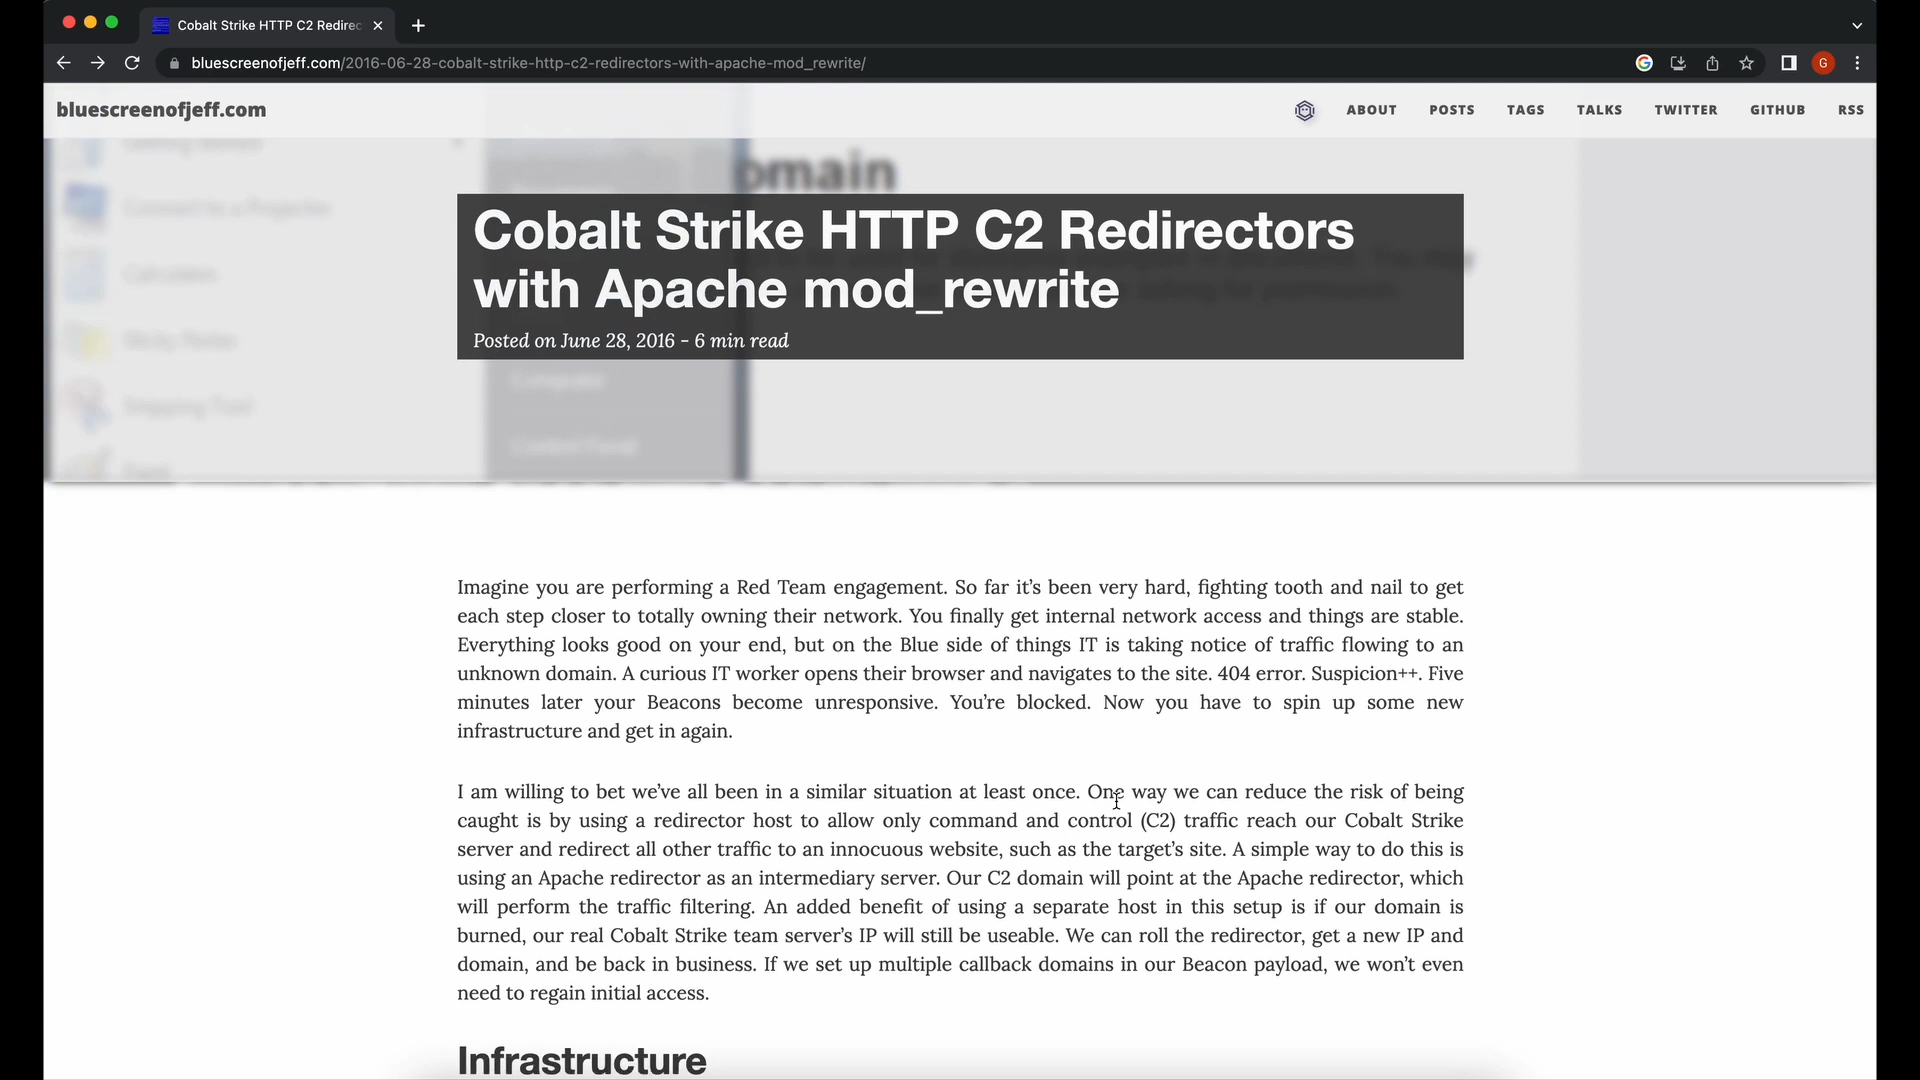 Cobalt Strike HTTP C2 Redirec
bluescreenofjeff.com/2016-06-28-cobalt-strike-http-c2-redirectors-with-apache-mod_rewrite/
G
bluescreenofjeff.com
ABOUT POSTS TAGS TALKS TWITTER GITHUB RSS
Getting Started
omain
Connect to a Projector
Calculator
Sticky Notes
Snipping Tool
Paint
Computer
Control Panel
Cobalt Strike HTTP C2 Redirectors
with Apache mod_rewrite
Posted on June 28, 2016 - 6 min read
Imagine you are performing a Red Team engagement. So far it's been very hard, fighting tooth and nail to get
each step closer to totally owning their network. You finally get internal network access and things are stable.
Everything looks good on your end, but on the Blue side of things IT is taking notice of traffic flowing to an
unknown domain. A curious IT worker opens their browser and navigates to the site. 404 error. Suspicion++. Five
minutes later your Beacons become unresponsive. You're blocked. Now you have to spin up some new
infrastructure and get in again.
I am willing to bet we've all been in a similar situation at least once. One way we can reduce the risk of being
caught is by using a redirector host to allow only command and control (C2) traffic reach our Cobalt Strike
server and redirect all other traffic to an innocuous website, such as the target's site. A simple way to do this is
using an Apache redirector as an intermediary server. Our C2 domain will point at the Apache redirector, which
will perform the traffic filtering. An added benefit of using a separate host in this setup is if our domain is
burned, our real Cobalt Strike team server's IP will still be useable. We can roll the redirector, get a new IP and
domain, and be back in business. If we set up multiple callback domains in our Beacon payload, we won't even
need to regain initial access.
Infrastructure